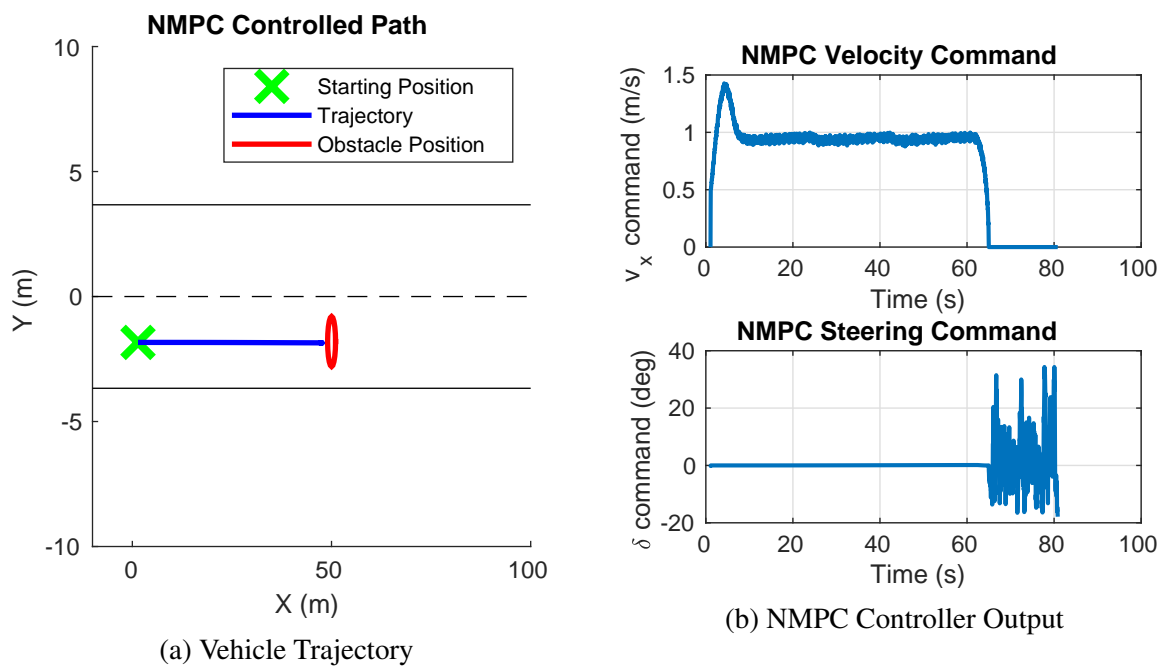 NMPC Controlled Path
10
5
0
-5
-10
Y (m)
0
50
100
X (m)
Starting Position
Trajectory
Obstacle Position
(a) Vehicle Trajectory
NMPC Velocity Command
1.5
1
0.5
0
v_x command (m/s)
0
20
40
60
80
100
Time (s)
NMPC Steering Command
40
20
0
-20
δ command (deg)
0
20
40
60
80
100
Time (s)
(b) NMPC Controller Output